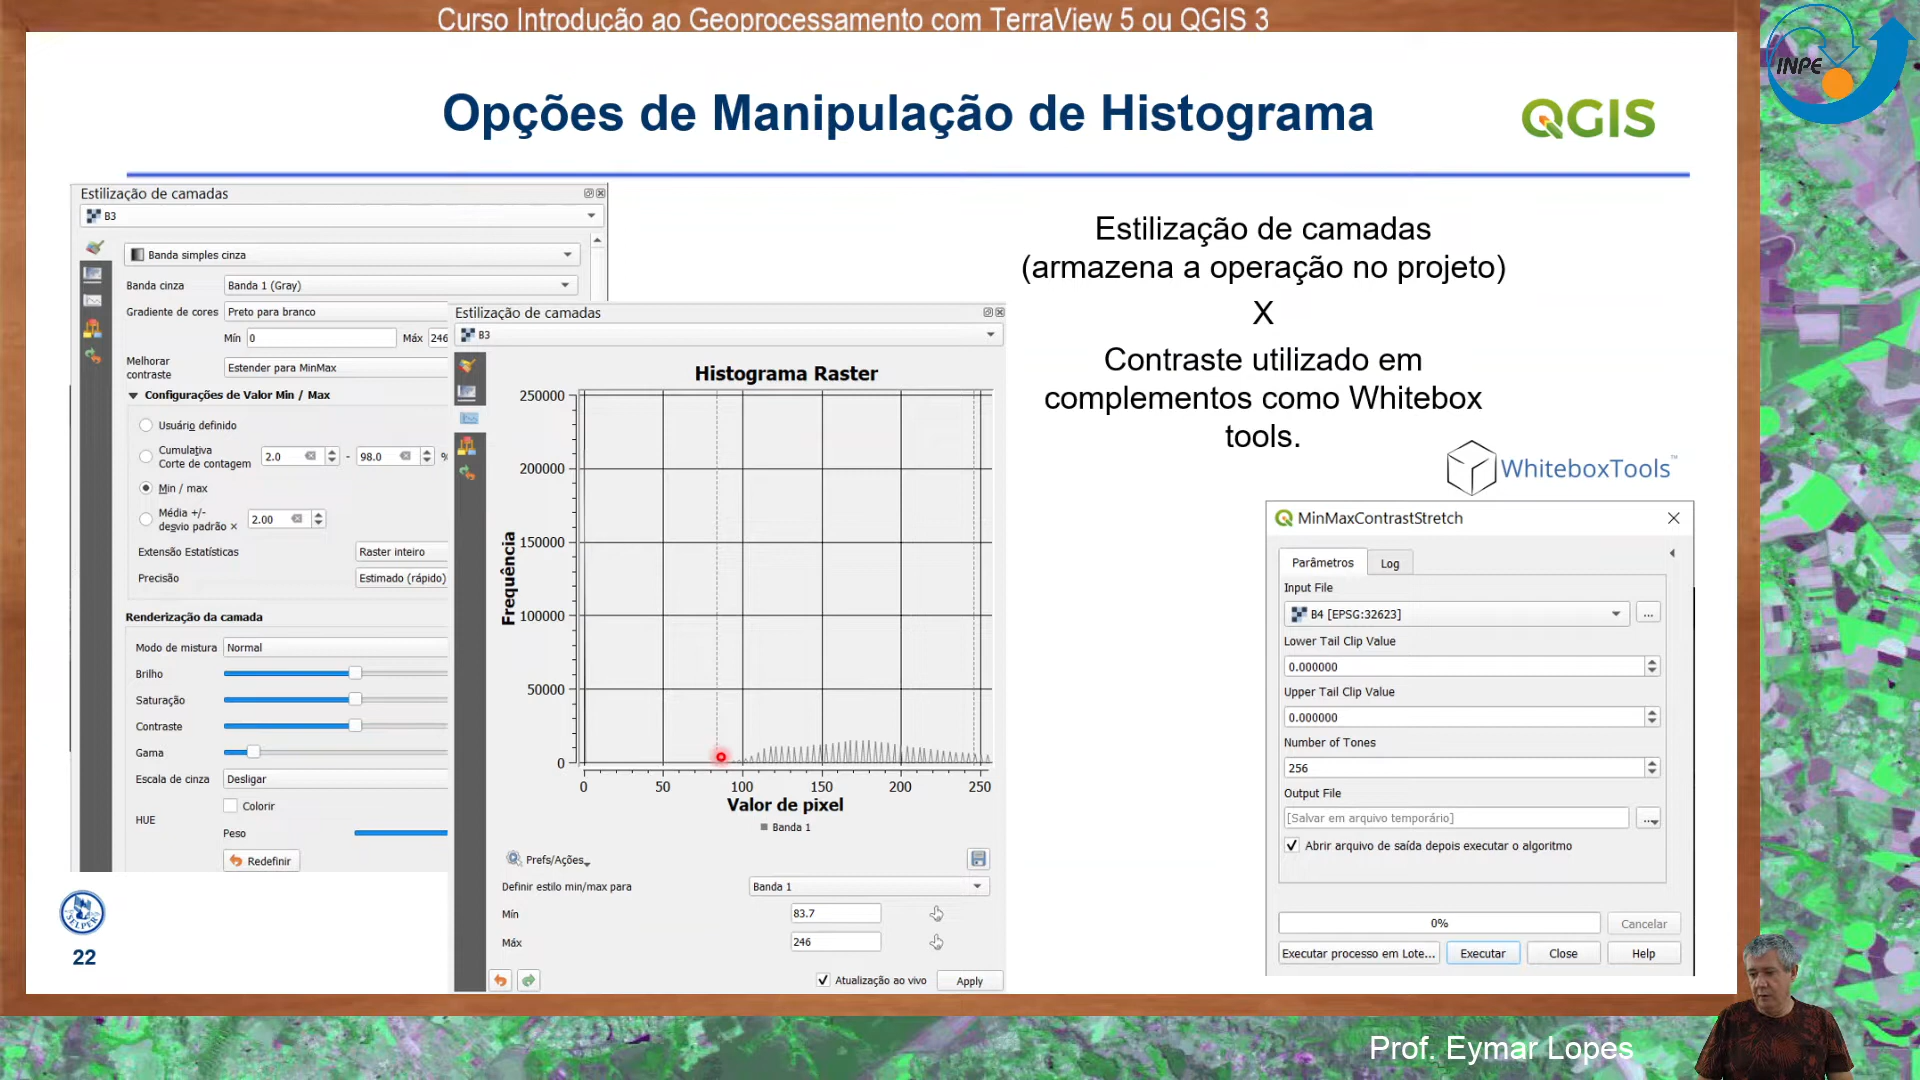 Curso Introdução ao Geoprocessamento com TerraView 5 ou QGIS 3
INPE
Opções de Manipulação de Histograma
QGIS
Estilização de camadas
B3
Banda simples cinza
Banda cinza
Banda 1 (Gray)
Gradiente de cores
Preto para branco
Mín
0
Máx
246
Melhorar
contraste
Estender para MinMax
Configurações de Valor Min / Max
Usuário definido
Cumulativa
Corte de contagem
2.0
-
98.0
Min / max
Média +/-
desvio padrão ×
2.00
Extensão Estatísticas
Raster inteiro
Precisão
Estimado (rápido)
Renderização da camada
Modo de mistura
Normal
Brilho
Saturação
Contraste
Gama
Escala de cinza
Desligar
HUE
Colorir
Peso
Redefinir
SELPER
22
Estilização de camadas
B3
Histograma Raster
Frequência
250000
200000
150000
100000
50000
0
0 50 100 150 200 250
Valor de pixel
Banda 1
Prefs/Ações
Definir estilo min/max para
Banda 1
Mín
83.7
Máx
246
Atualização ao vivo
Apply
Estilização de camadas
(armazena a operação no projeto)
X
Contraste utilizado em
complementos como Whitebox
tools.
WhiteboxTools™
MinMaxContrastStretch
Parâmetros
Log
Input File
B4 [EPSG:32623]
...
Lower Tail Clip Value
0.000000
Upper Tail Clip Value
0.000000
Number of Tones
256
Output File
[Salvar em arquivo temporário]
...
Abrir arquivo de saída depois executar o algoritmo
0%
Cancelar
Executar processo em Lote...
Executar
Close
Help
Prof. Eymar Lopes